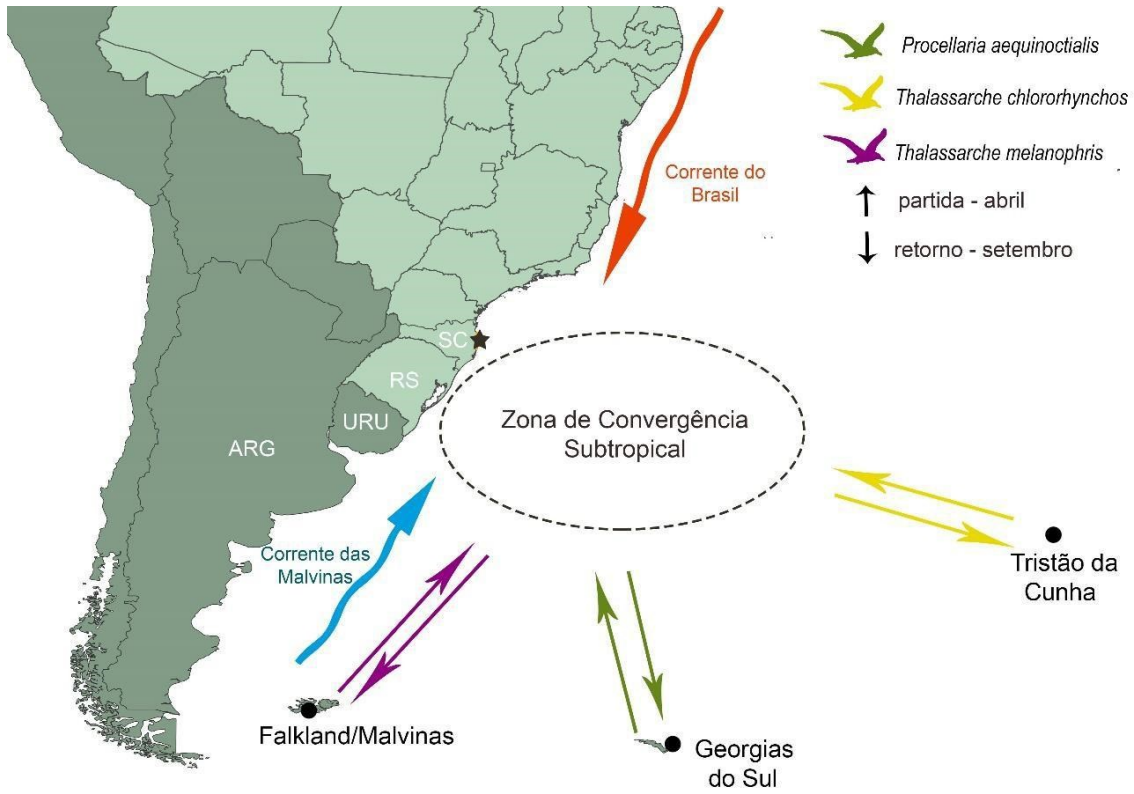 Procellaria aequinoctialis
Thalassarche chlororhynchos
Thalassarche melanophris
partida - abril
retorno - setembro
Corrente do
Brasil
SC
RS
URU
ARG
Zona de Convergência
Subtropical
Corrente das
Malvinas
Tristão da
Cunha
Falkland/Malvinas
Georgias
do Sul